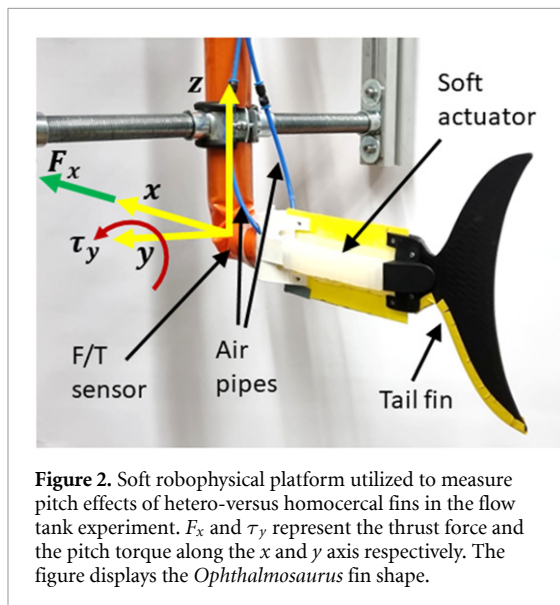 z
Soft
actuator
F_x
x
τ_y
y
F/T
sensor
Air
pipes
Tail fin
Figure 2. Soft robophysical platform utilized to measure
pitch effects of hetero-versus homocercal fins in the flow
tank experiment. F_x and τ_y represent the thrust force and
the pitch torque along the x and y axis respectively. The
figure displays the Ophthalmosaurus fin shape.